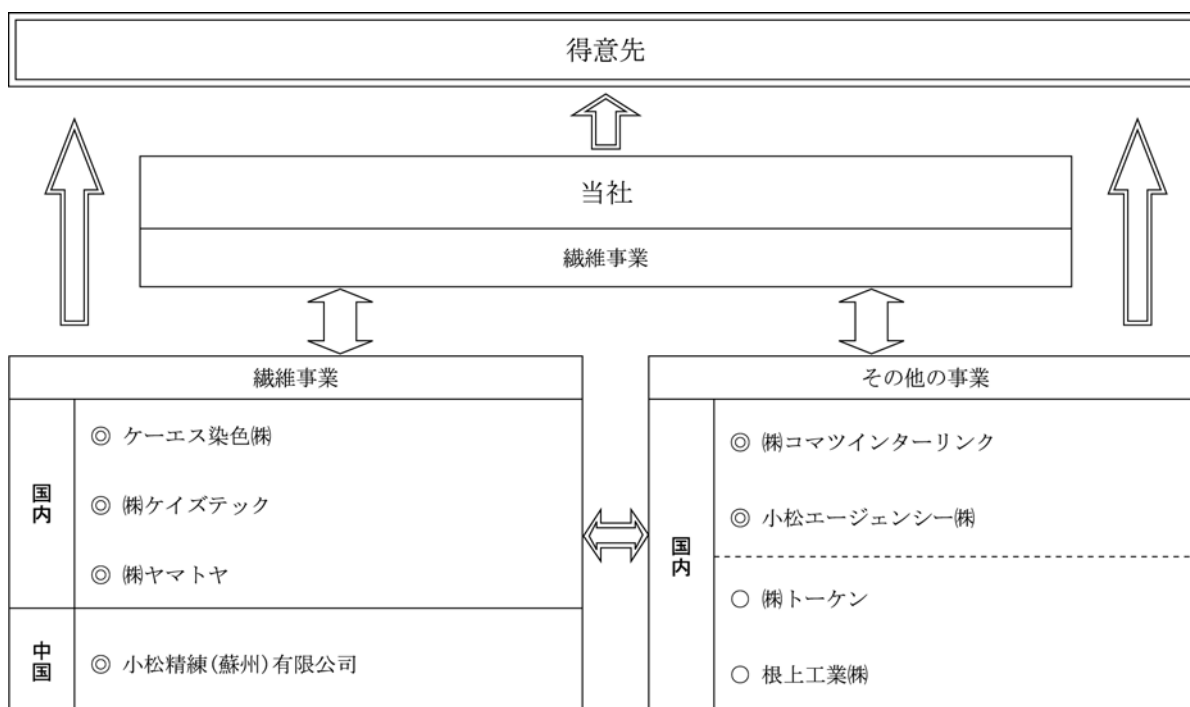 得意先
当社
繊維事業
繊維事業
国内
◎ ケーエス染色㈱
◎ ㈱ケイズテック
◎ ㈱ヤマトヤ
中国
◎ 小松精練(蘇州)有限公司
その他の事業
国内
◎ ㈱コマツインターリンク
◎ 小松エージェンシー㈱
○ ㈱トーケン
○ 根上工業㈱